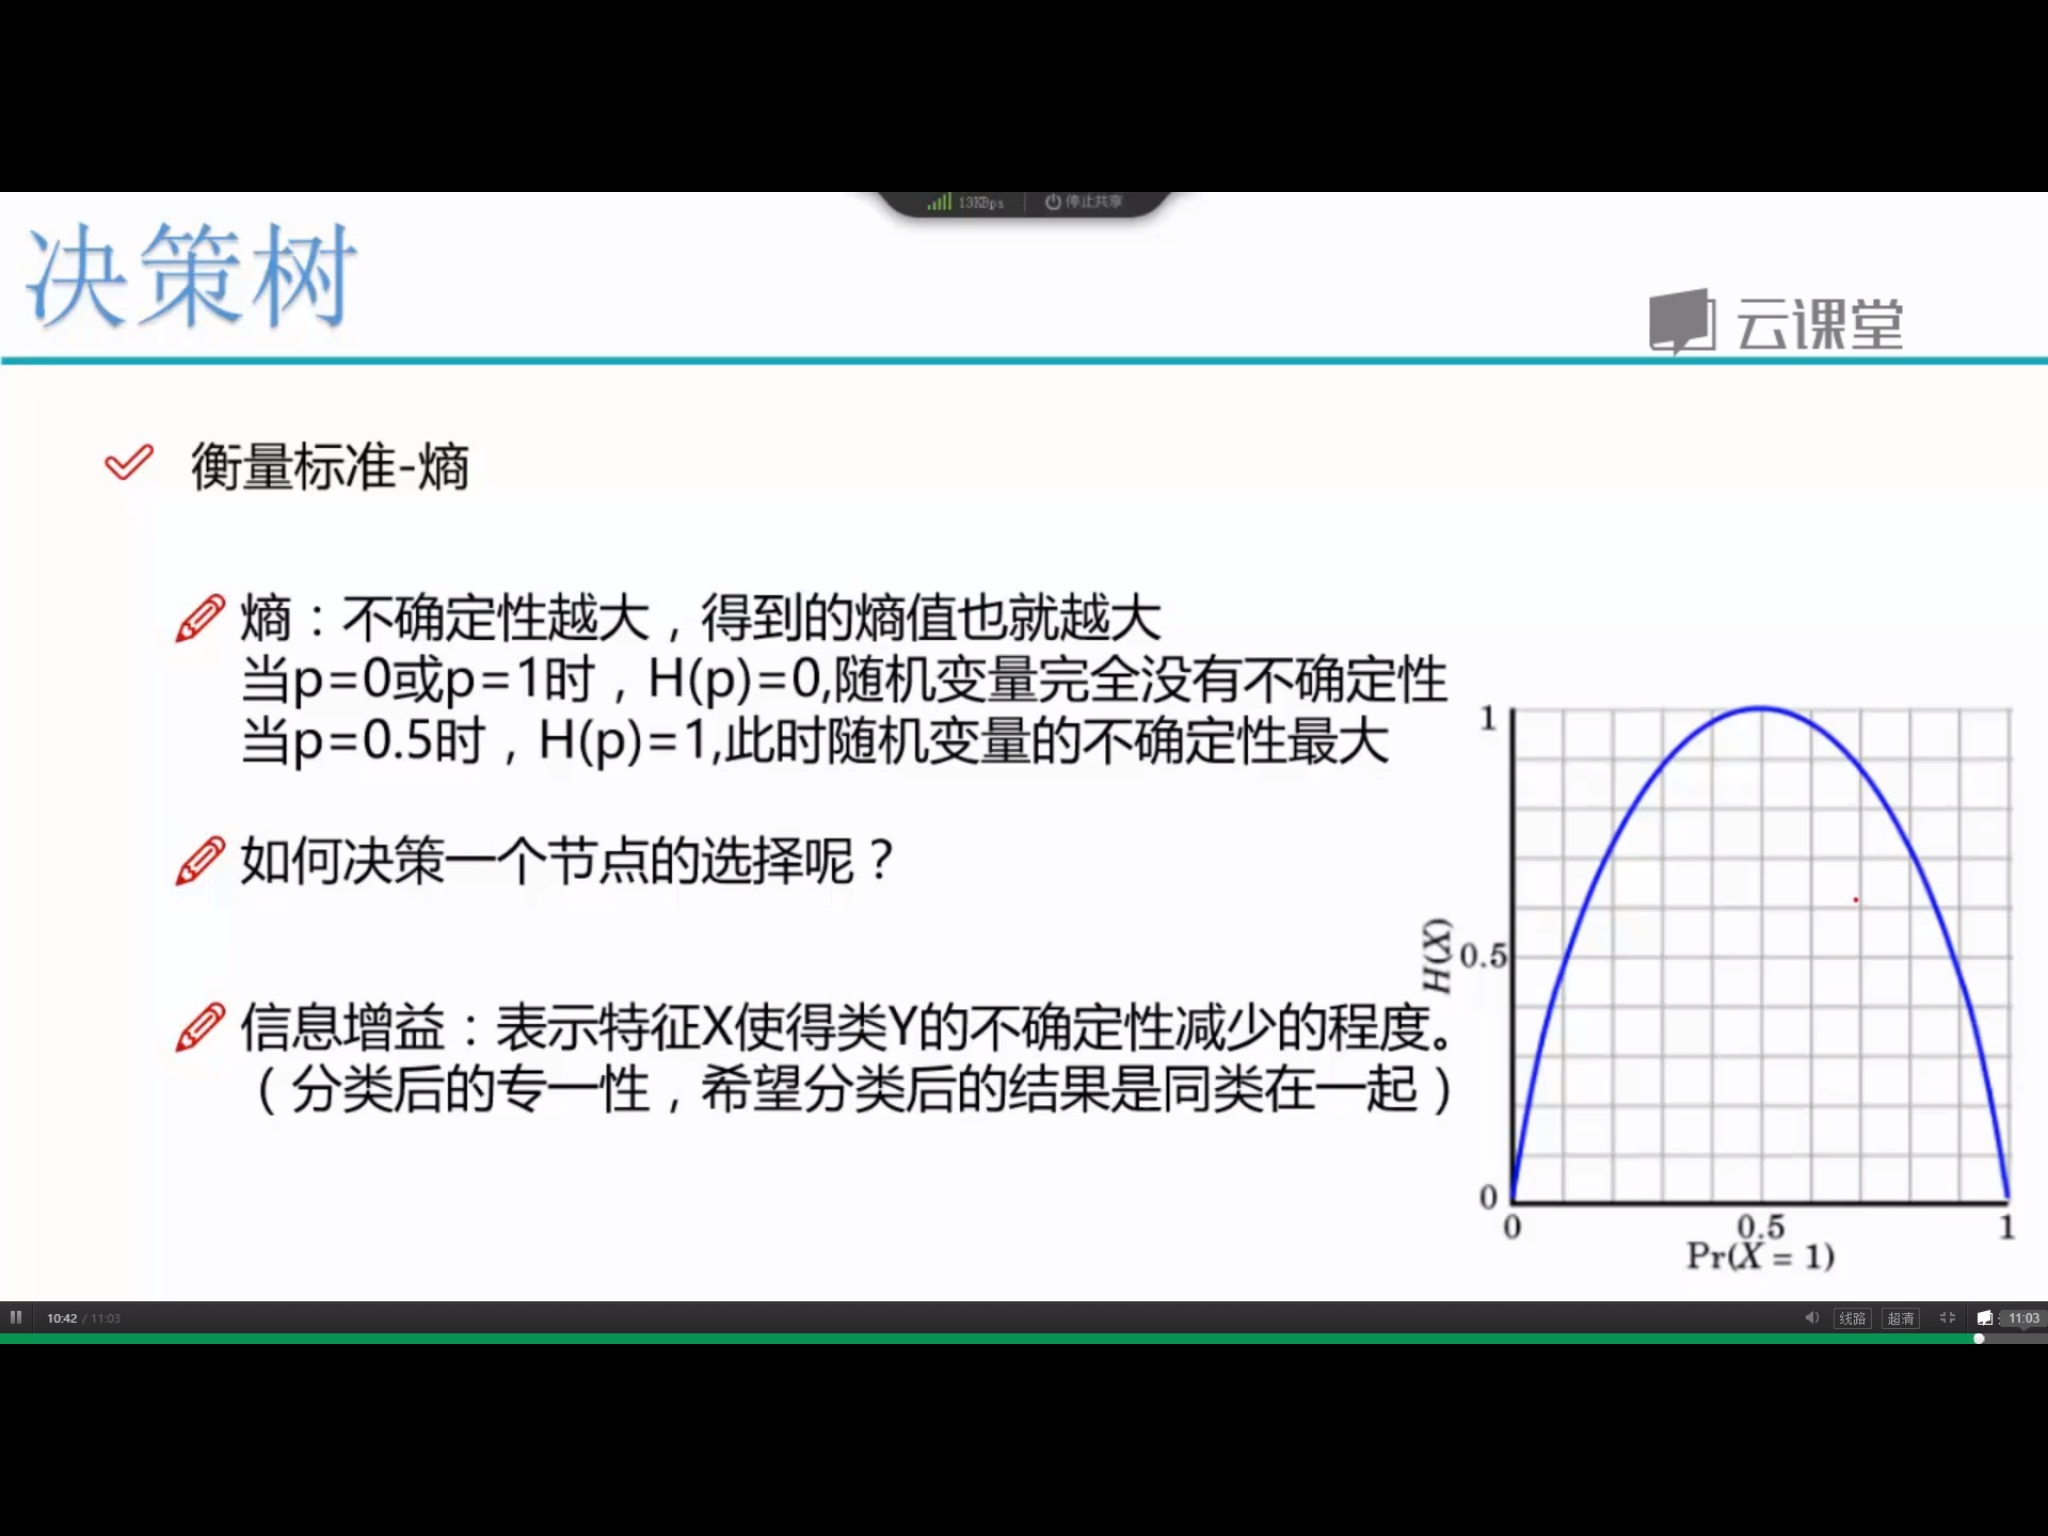 13KBps 停止共享
决策树
云课堂
衡量标准-熵
熵：不确定性越大，得到的熵值也就越大
当p=0或p=1时，H(p)=0,随机变量完全没有不确定性
当p=0.5时，H(p)=1,此时随机变量的不确定性最大
如何决策一个节点的选择呢？
信息增益：表示特征X使得类Y的不确定性减少的程度。
（分类后的专一性，希望分类后的结果是同类在一起）
1
H(X)
0.5
0
0 0.5 1
Pr(X = 1)
10:42 / 11:03
线路 超清 11:03